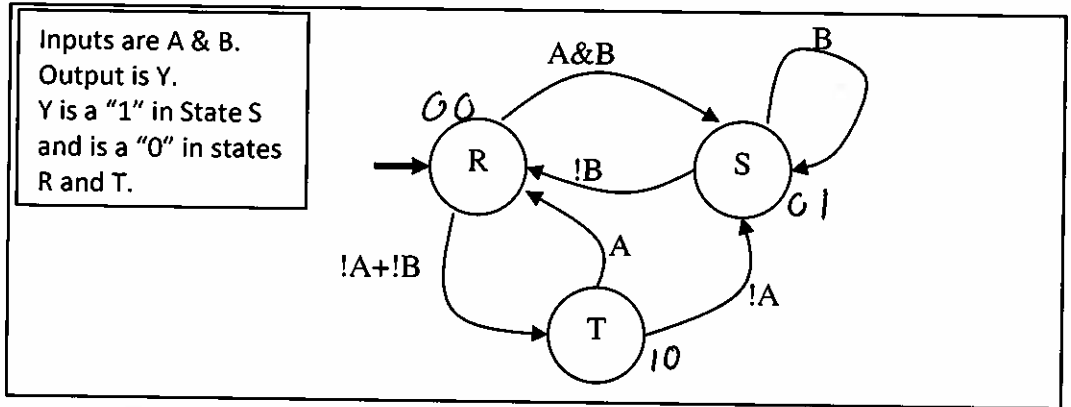 Inputs are A & B.
Output is Y.
Y is a “1” in State S
and is a “0” in states
R and T.
A&B
B
00
R
S
!B
01
!A+!B
A
!A
T
10